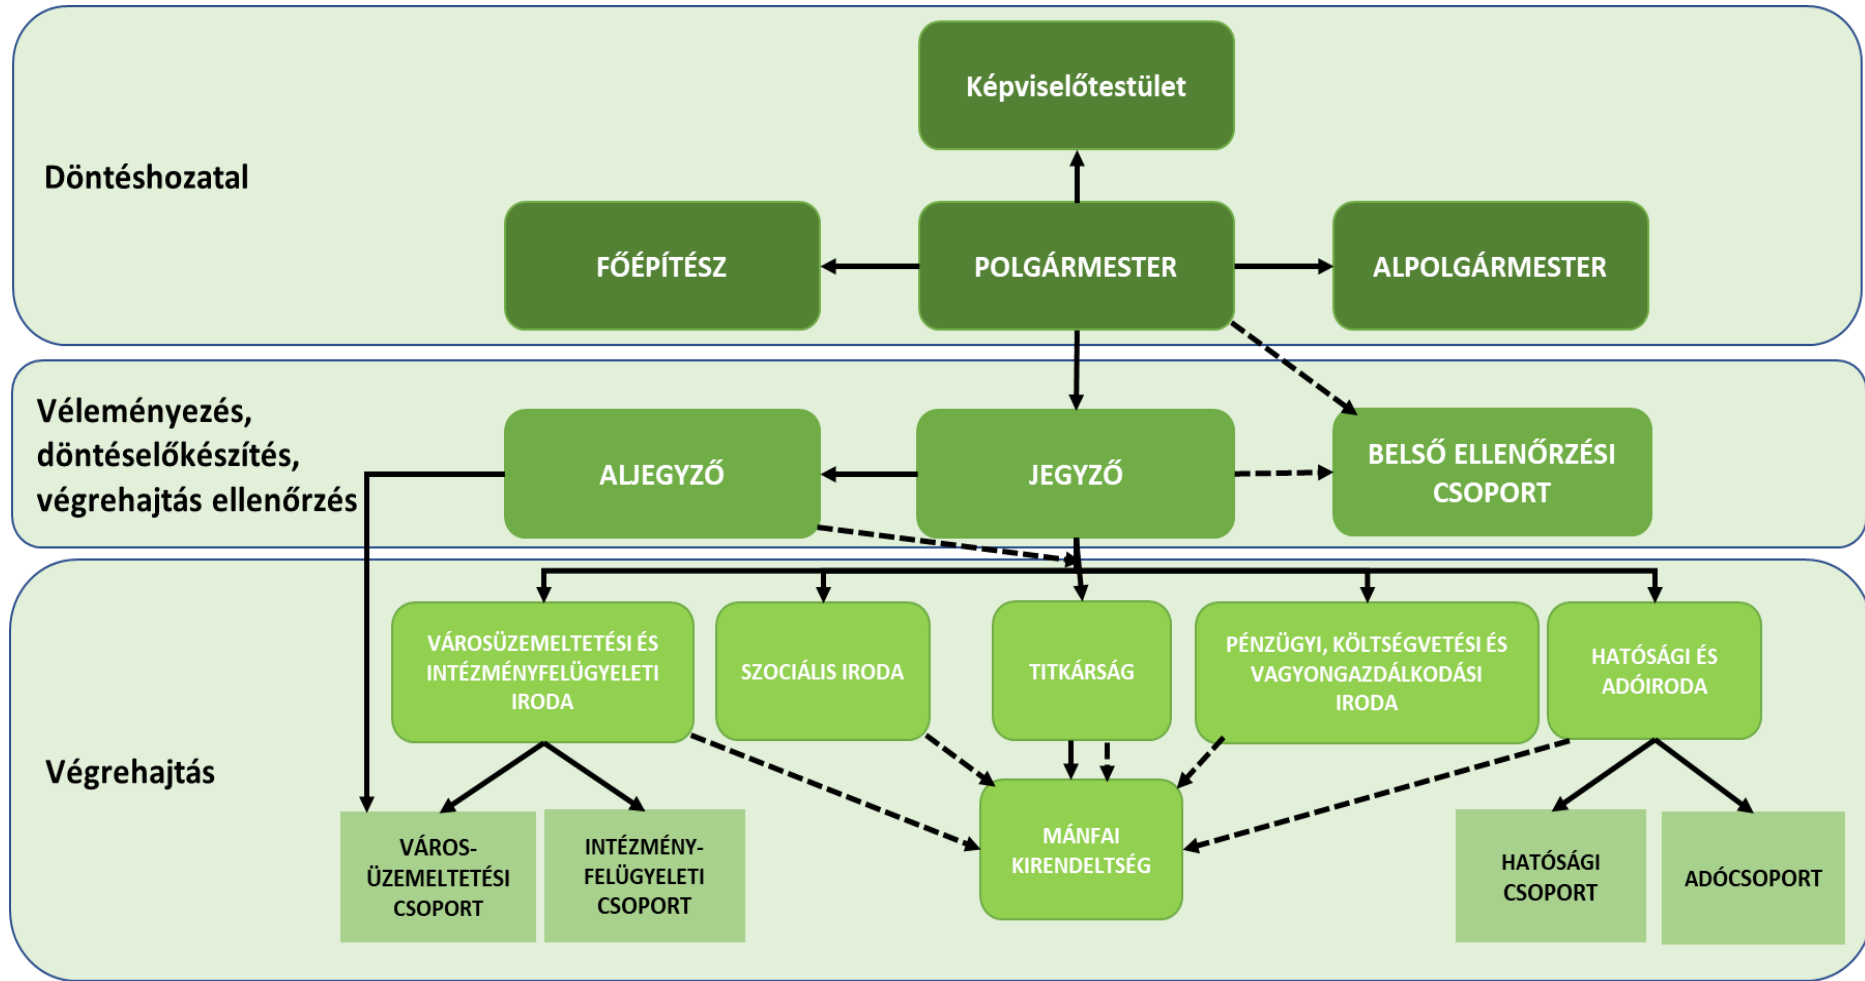 Döntéshozatal
Képviselőtestület
FŐÉPÍTÉSZ
POLGÁRMESTER
ALPOLGÁRMESTER
Véleményezés,
döntéselőkészítés,
végrehajtás ellenőrzés
ALJEGYZŐ
JEGYZŐ
BELSŐ ELLENŐRZÉSI
CSOPORT
Végrehajtás
VÁROSÜZEMELTETÉSI ÉS
INTÉZMÉNYFELÜGYELETI
IRODA
SZOCIÁLIS IRODA
TITKÁRSÁG
PÉNZÜGYI, KÖLTSÉGVETÉSI ÉS
VAGYONGAZDÁLKODÁSI
IRODA
HATÓSÁGI ÉS
ADÓIRODA
VÁROS-
ÜZEMELTETÉSI
CSOPORT
INTÉZMÉNY-
FELÜGYELETI
CSOPORT
MÁNFAI
KIRENDELTSÉG
HATÓSÁGI
CSOPORT
ADÓCSOPORT